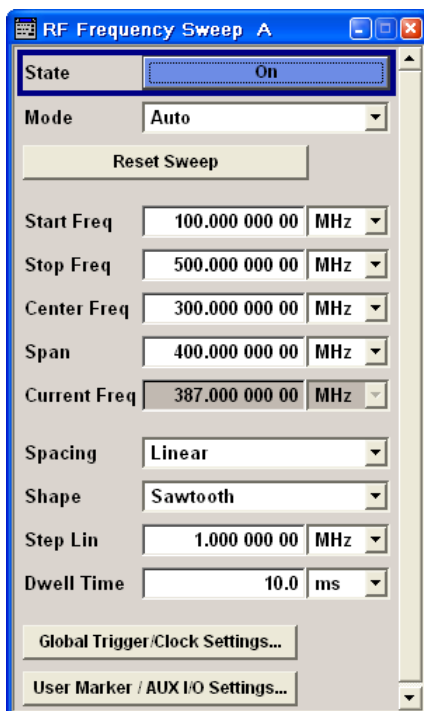 RF Frequency Sweep A
State On
Mode Auto
Reset Sweep
Start Freq 100.000 000 00 MHz
Stop Freq 500.000 000 00 MHz
Center Freq 300.000 000 00 MHz
Span 400.000 000 00 MHz
Current Freq 387.000 000 00 MHz
Spacing Linear
Shape Sawtooth
Step Lin 1.000 000 00 MHz
Dwell Time 10.0 ms
Global Trigger/Clock Settings...
User Marker / AUX I/O Settings...